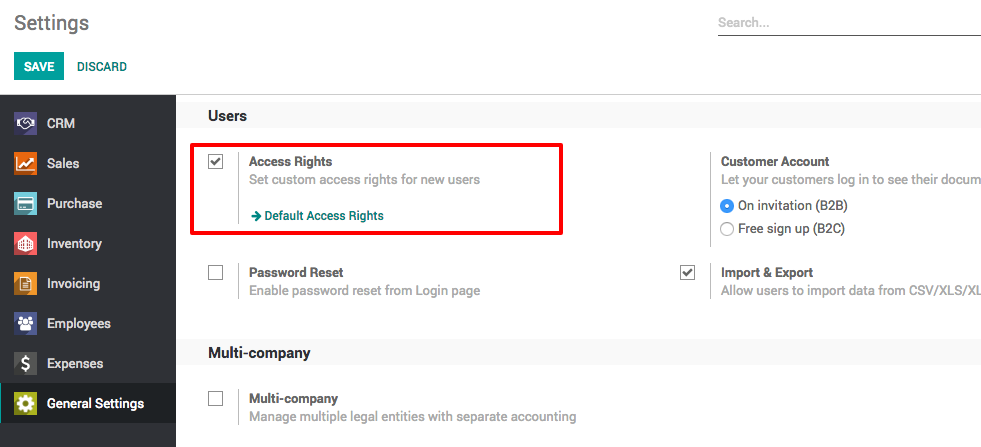 Settings
Search...
SAVE
DISCARD
CRM
Sales
Purchase
Inventory
Invoicing
Employees
Expenses
General Settings
Users
Access Rights
Set custom access rights for new users
Default Access Rights
Customer Account
Let your customers log in to see their docum
On invitation (B2B)
Free sign up (B2C)
Password Reset
Enable password reset from Login page
Import & Export
Allow users to import data from CSV/XLS/XL
Multi-company
Multi-company
Manage multiple legal entities with separate accounting